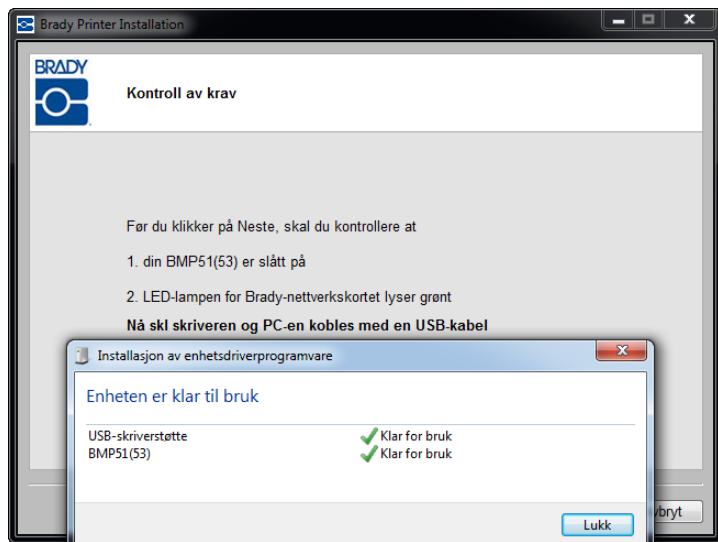 Brady Printer Installation
BRADY
Kontroll av krav
Før du klikker på Neste, skal du kontrollere at
1. din BMP51(53) er slått på
2. LED-lampen for Brady-nettverkskortet lyser grønt
Nå skl skriveren og PC-en kobles med en USB-kabel
Installasjon av enhetsdriverprogramvare
Enheten er klar til bruk
USB-skriverstøtte Klar for bruk
BMP51(53) Klar for bruk
Lukk